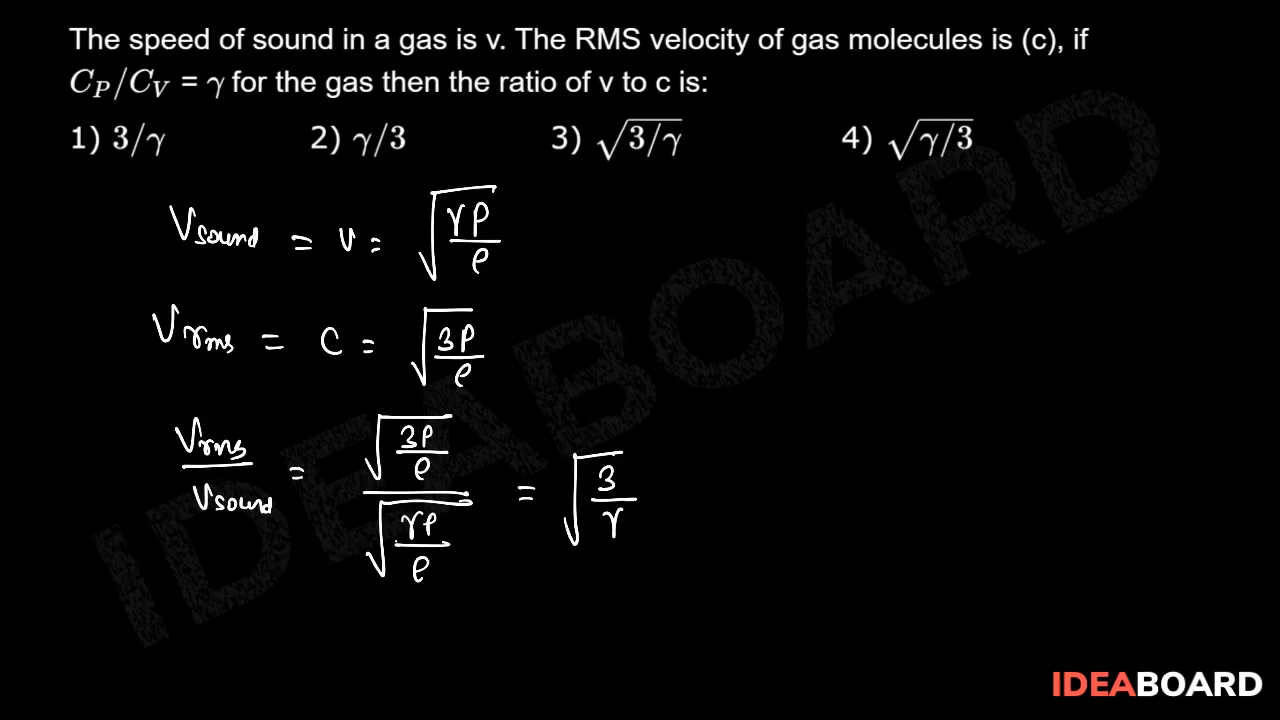 The speed of sound in a gas is v. The RMS velocity of gas molecules is (c), if
C_P/C_V = γ for the gas then the ratio of v to c is:
1) 3/γ 2) γ/3 3) √(3/γ) 4) √(γ/3)
V_sound = v = √(γP/ρ)
V_rms = C = √(3P/ρ)
V_rms/V_sound = √(3P/ρ)/√(γP/ρ) = √(3/γ)
IDEABOARD
IDEABOARD